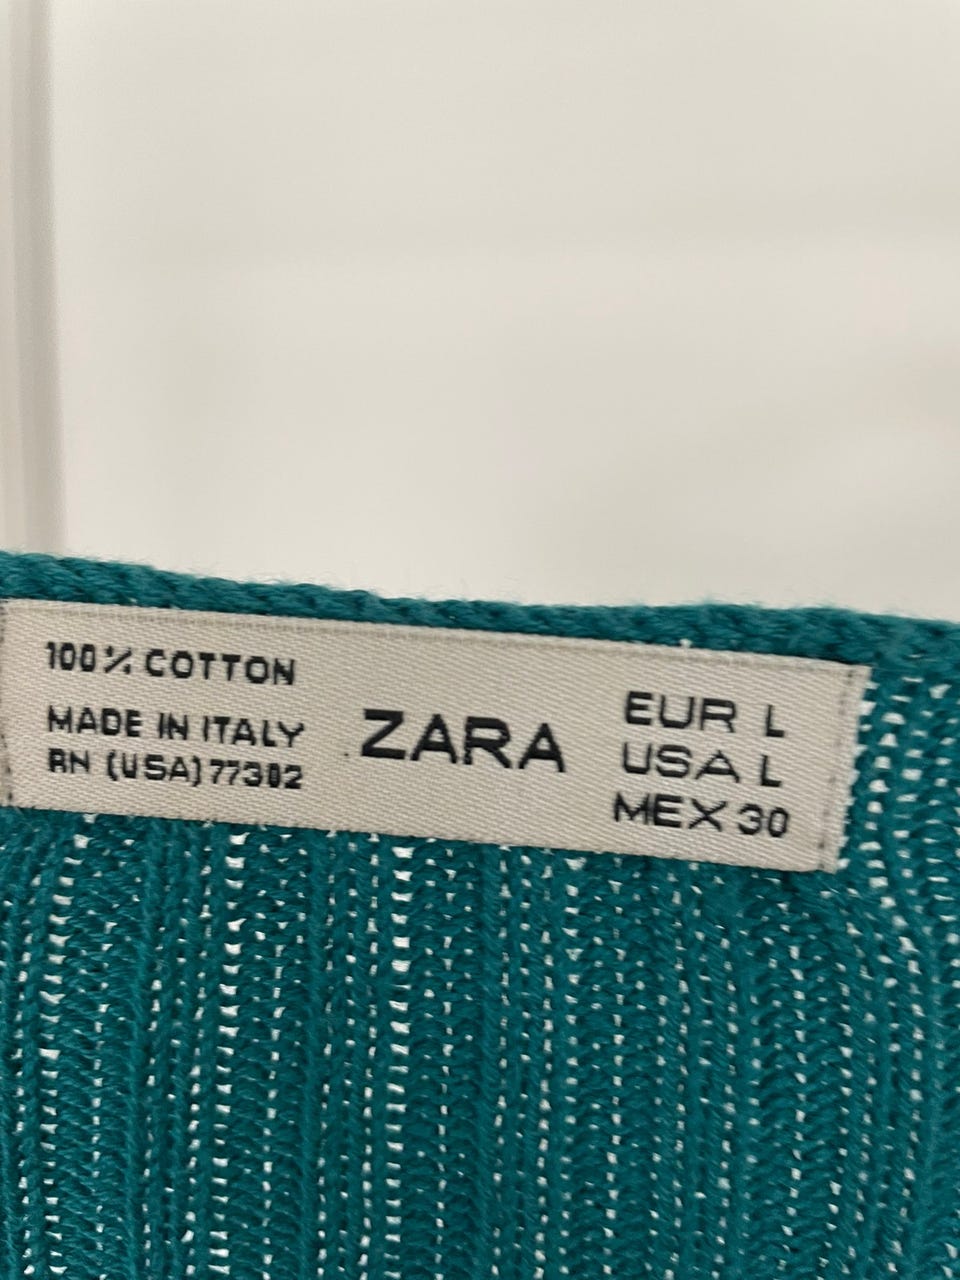 100% COTTON
MADE IN ITALY
RN (USA) 77302
ZARA
EUR L
USA L
MEX 30